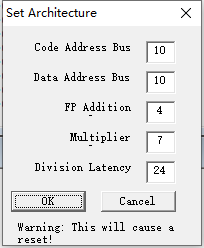 Set Architecture
Code Address Bus 10
Data Address Bus 10
FP Addition 4
Multiplier 7
Division Latency 24
OK Cancel
Warning: This will cause a
reset!